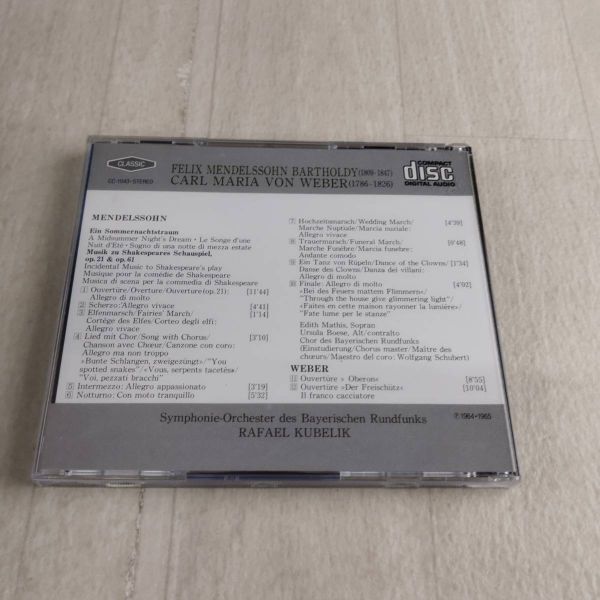 CLASSIC
CC-1043・STEREO
FELIX MENDELSSOHN BARTHOLDY(1809-1847)
CARL MARIA VON WEBER(1786-1826)
COMPACT
disc
DIGITAL AUDIO
MENDELSSOHN
Ein Sommernachtstraum
A Midsummer Night's Dream・Le Songe d'une
Nuit d'Eté・Sogno di una notte di mezza estate
Musik zu Shakespeares Schauspiel,
op.21 & op.61
Incidental Music to Shakespeare's play
Musique pour la comédie de Shakespeare
Musica di scena per la commedia di Shakespeare
① Ouvertüre/Overture/Ouverture(op.21): [11'44]
Allegro di molto
② Scherzo:Allegro vivace [4'41]
③ Elfenmarsch/Fairies' March/ [1'14]
Cortège des Elfes/Corteo degli elfi:
Allegro vivace
④ Lied mit Chor/Song with Chorus/ [3'10]
Chanson avec Chœur/Canzone con coro:
Allegro ma non troppo
»Bunte Schlangen, zweigezüngt»/"You
spotted snakes"/«Vous, serpents tacetés»/
"Voi, pezzati bracchi"
⑤ Intermezzo: Allegro appassionato [3'19]
⑥ Notturno: Con moto tranquillo [5'32]
⑦ Hochzeitsmarsch/Wedding March/ [4'39]
Marche Nuptiale/Marcia nuziale:
Allegro vivace
⑧ Trauermarsch/Funeral March/ [0'48]
Marche Funèbre/Marcia funebre:
Andante comodo
⑨ Ein Tanz von Rüpeln/Dance of the Clowns/ [1'34]
Danse des Clowns/Danza dei villani:
Allegro di molto
⑩ Finale: Allegro di molto [4'02]
»Bei des Feuers mattem Flimmern«/
"Through the house give glimmering light"/
«Faites en cette maison rayonner la lumière»/
"Fate lume per le stanze"
Edith Mathis, Sopran
Ursula Boese, Alt/contralto
Chor des Bayerischen Rundfunks
(Einstudierung/Chorus master/Maître des
chœurs/Maestro del coro: Wolfgang Schubert)
WEBER
⑪ Ouvertüre »Oberon« [8'55]
⑫ Ouvertüre »Der Freischütz« [10'04]
Il franco cacciatore
Symphonie-Orchester des Bayerischen Rundfunks
RAFAEL KUBELIK
℗1964・1965